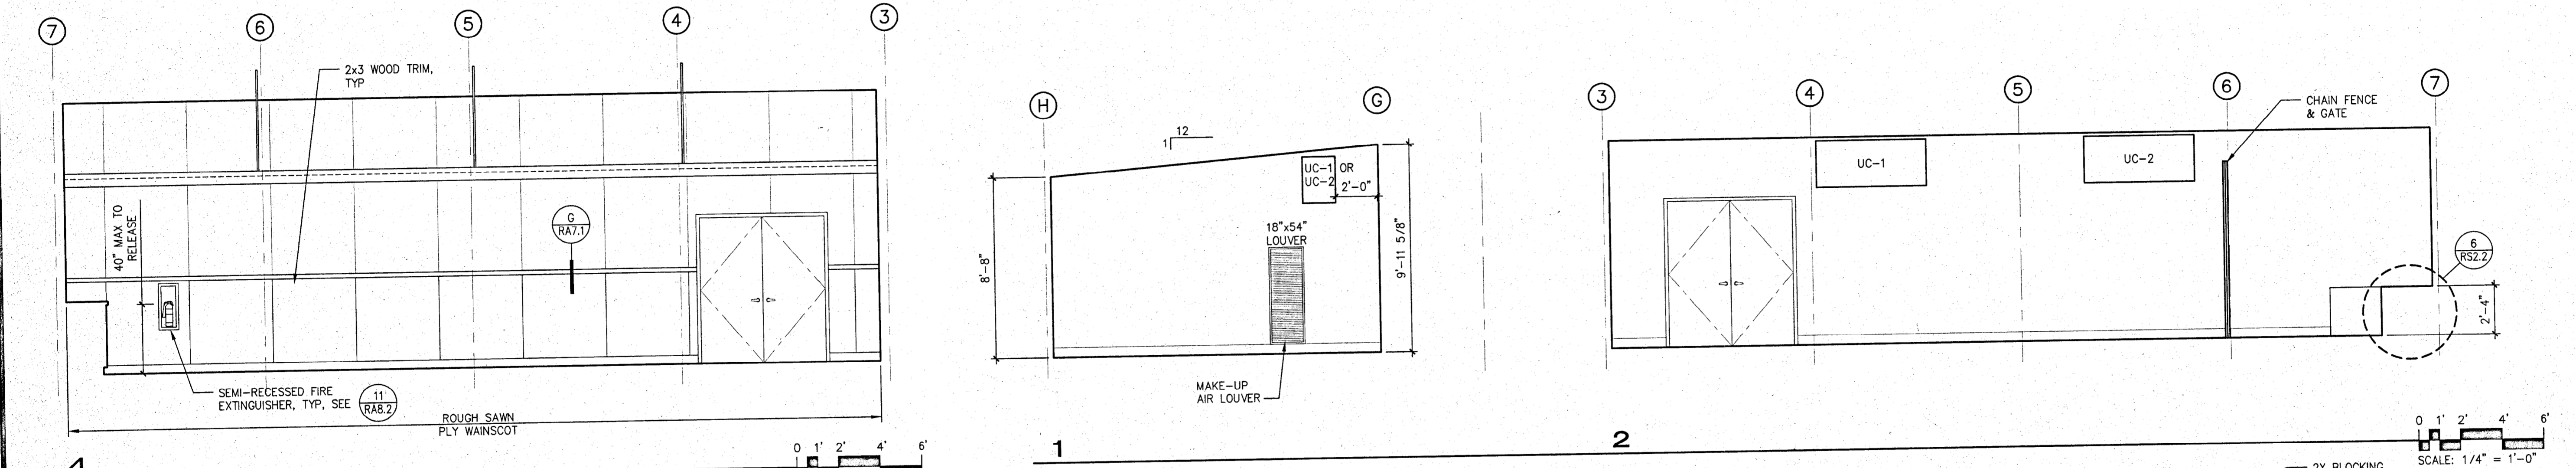 7
6
5
4
3
2x3 WOOD TRIM,
TYP
40" MAX TO
RELEASE
G
RA7.1
SEMI-RECESSED FIRE
EXTINGUISHER, TYP, SEE
11
RA8.2
ROUGH SAWN
PLY WAINSCOT
0 1' 2' 4' 6'
H
G
12
1
UC-1 OR
UC-2
2'-0"
18"x54"
LOUVER
8'-8"
9'-11 5/8"
MAKE-UP
AIR LOUVER
1
3
4
5
6
7
CHAIN FENCE
& GATE
UC-1
UC-2
6
RS2.2
2'-4"
2
0 1' 2' 4' 6'
SCALE: 1/4" = 1'-0"
2X BLOCKING